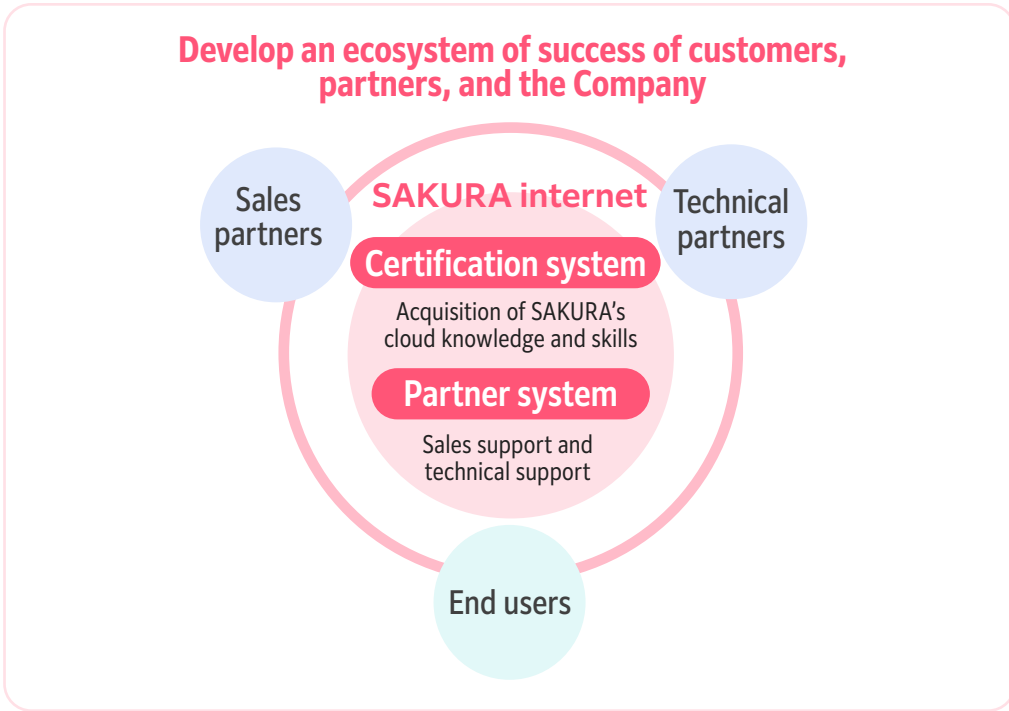 Develop an ecosystem of success of customers,
partners, and the Company
Sales
partners
SAKURA internet
Technical
partners
Certification system
Acquisition of SAKURA’s
cloud knowledge and skills
Partner system
Sales support and
technical support
End users